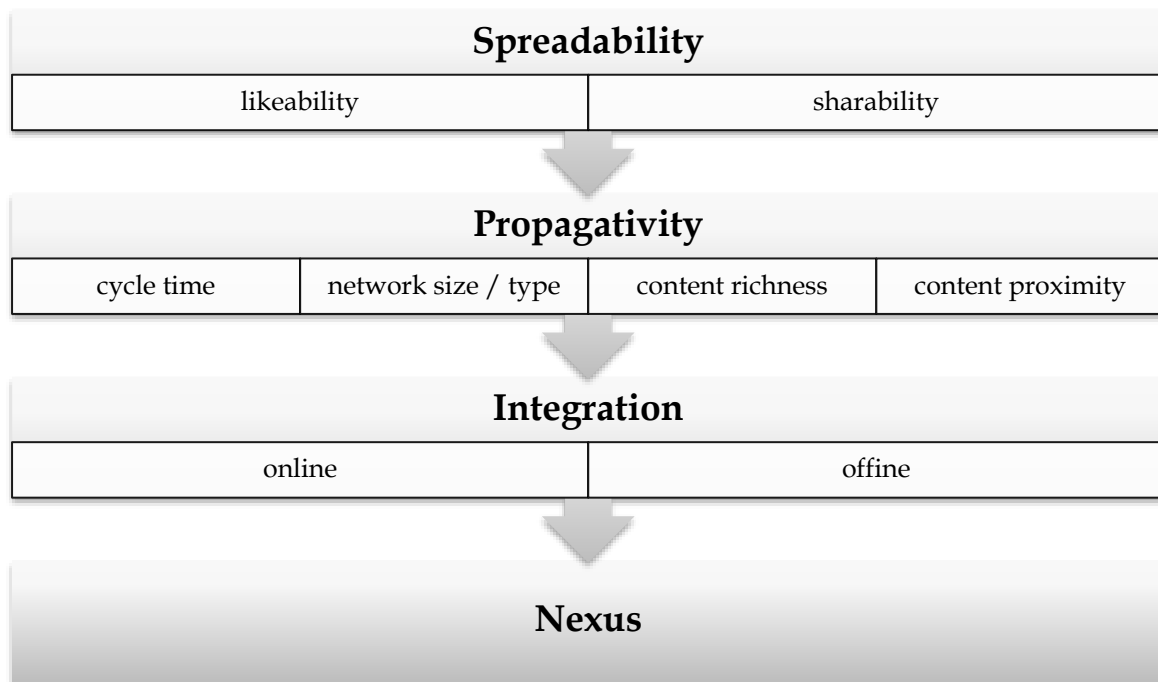 Spreadability
likeability sharability
Propagativity
cycle time network size / type content richness content proximity
Integration
online offine
Nexus